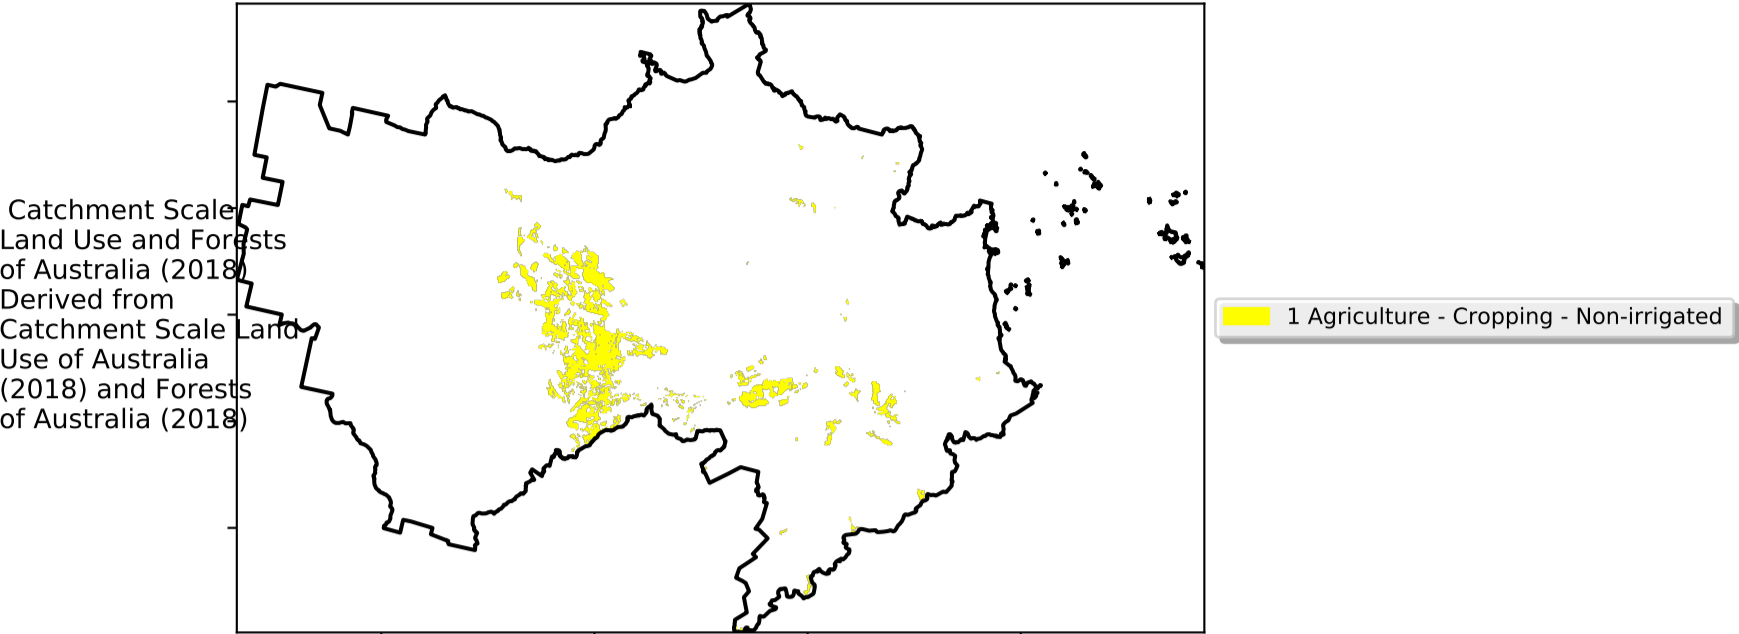 Catchment Scale
Land Use and Forests
of Australia (2018)
Derived from
Catchment Scale Land
Use of Australia
(2018) and Forests
of Australia (2018)
1 Agriculture - Cropping - Non-irrigated